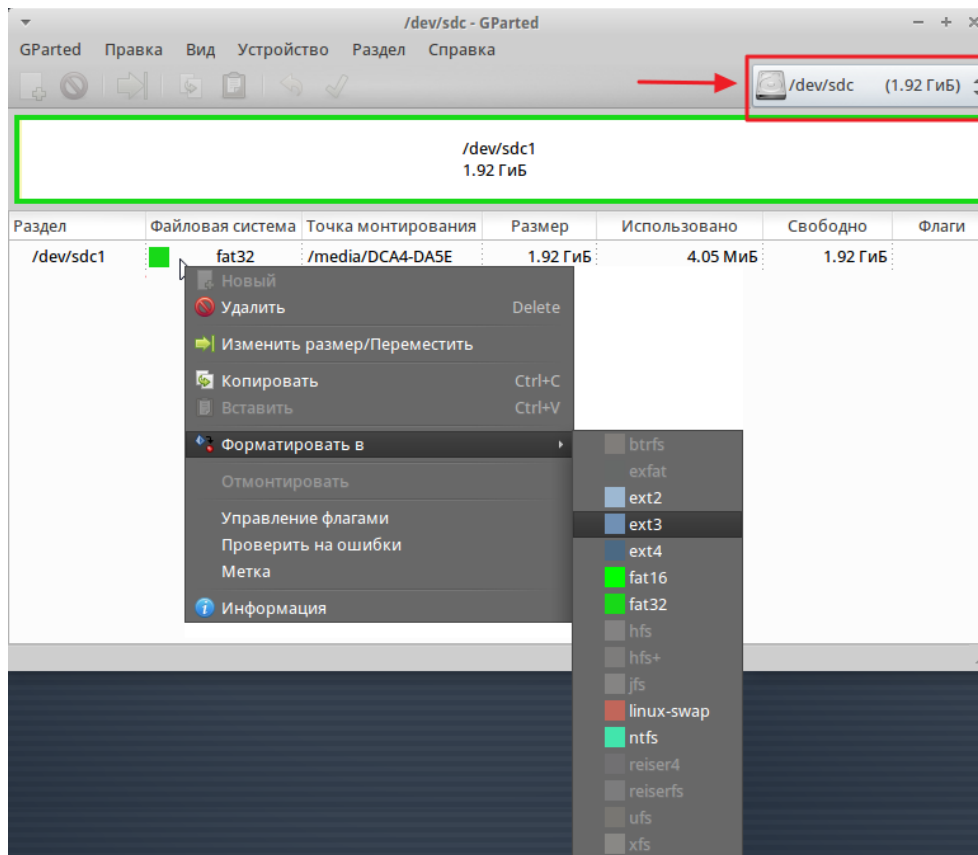 /dev/sdc - GParted
GParted Правка Вид Устройство Раздел Справка
/dev/sdc (1.92 ГиБ)
/dev/sdc1
1.92 ГиБ
Раздел Файловая система Точка монтирования Размер Использовано Свободно Флаги
/dev/sdc1 fat32 /media/DCA4-DA5E 1.92 ГиБ 4.05 МиБ 1.92 ГиБ
Новый
Удалить Delete
Изменить размер/Переместить
Копировать Ctrl+C
Вставить Ctrl+V
Форматировать в
Отмонтировать
Управление флагами
Проверить на ошибки
Метка
Информация
btrfs
exfat
ext2
ext3
ext4
fat16
fat32
hfs
hfs+
jfs
linux-swap
ntfs
reiser4
reiserfs
ufs
xfs